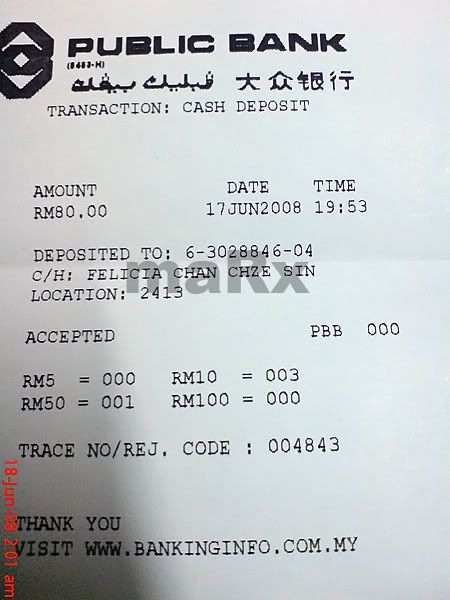 PUBLIC BANK
(6463-H)
ڤبليك بيڠك 大众银行
TRANSACTION: CASH DEPOSIT
AMOUNT DATE TIME
RM80.00 17JUN2008 19:53
DEPOSITED TO: 6-3028846-04
C/H: FELICIA CHAN CHZE SIN
maRx
LOCATION: 2413
ACCEPTED PBB 000
RM5 = 000 RM10 = 003
RM50 = 001 RM100 = 000
TRACE NO/REJ. CODE : 004843
THANK YOU
VISIT WWW.BANKINGINFO.COM.MY
18-jun-08 2:01 am